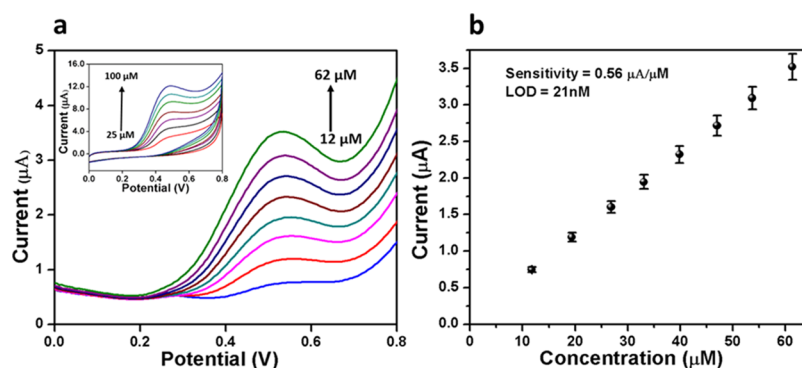 a
5
4
3
2
1
0
Current (μA)
0.0 0.2 0.4 0.6 0.8
Potential (V)
62 μM
12 μM
16.0
12.0
8.0
4.0
0.0
Current (μA)
0.0 0.2 0.4 0.6 0.8
Potential (V)
100 μM
25 μM
b
3.5
3.0
2.5
2.0
1.5
1.0
0.5
0.0
Current (μA)
0 10 20 30 40 50 60
Concentration (μM)
Sensitivity = 0.56 μA/μM
LOD = 21nM